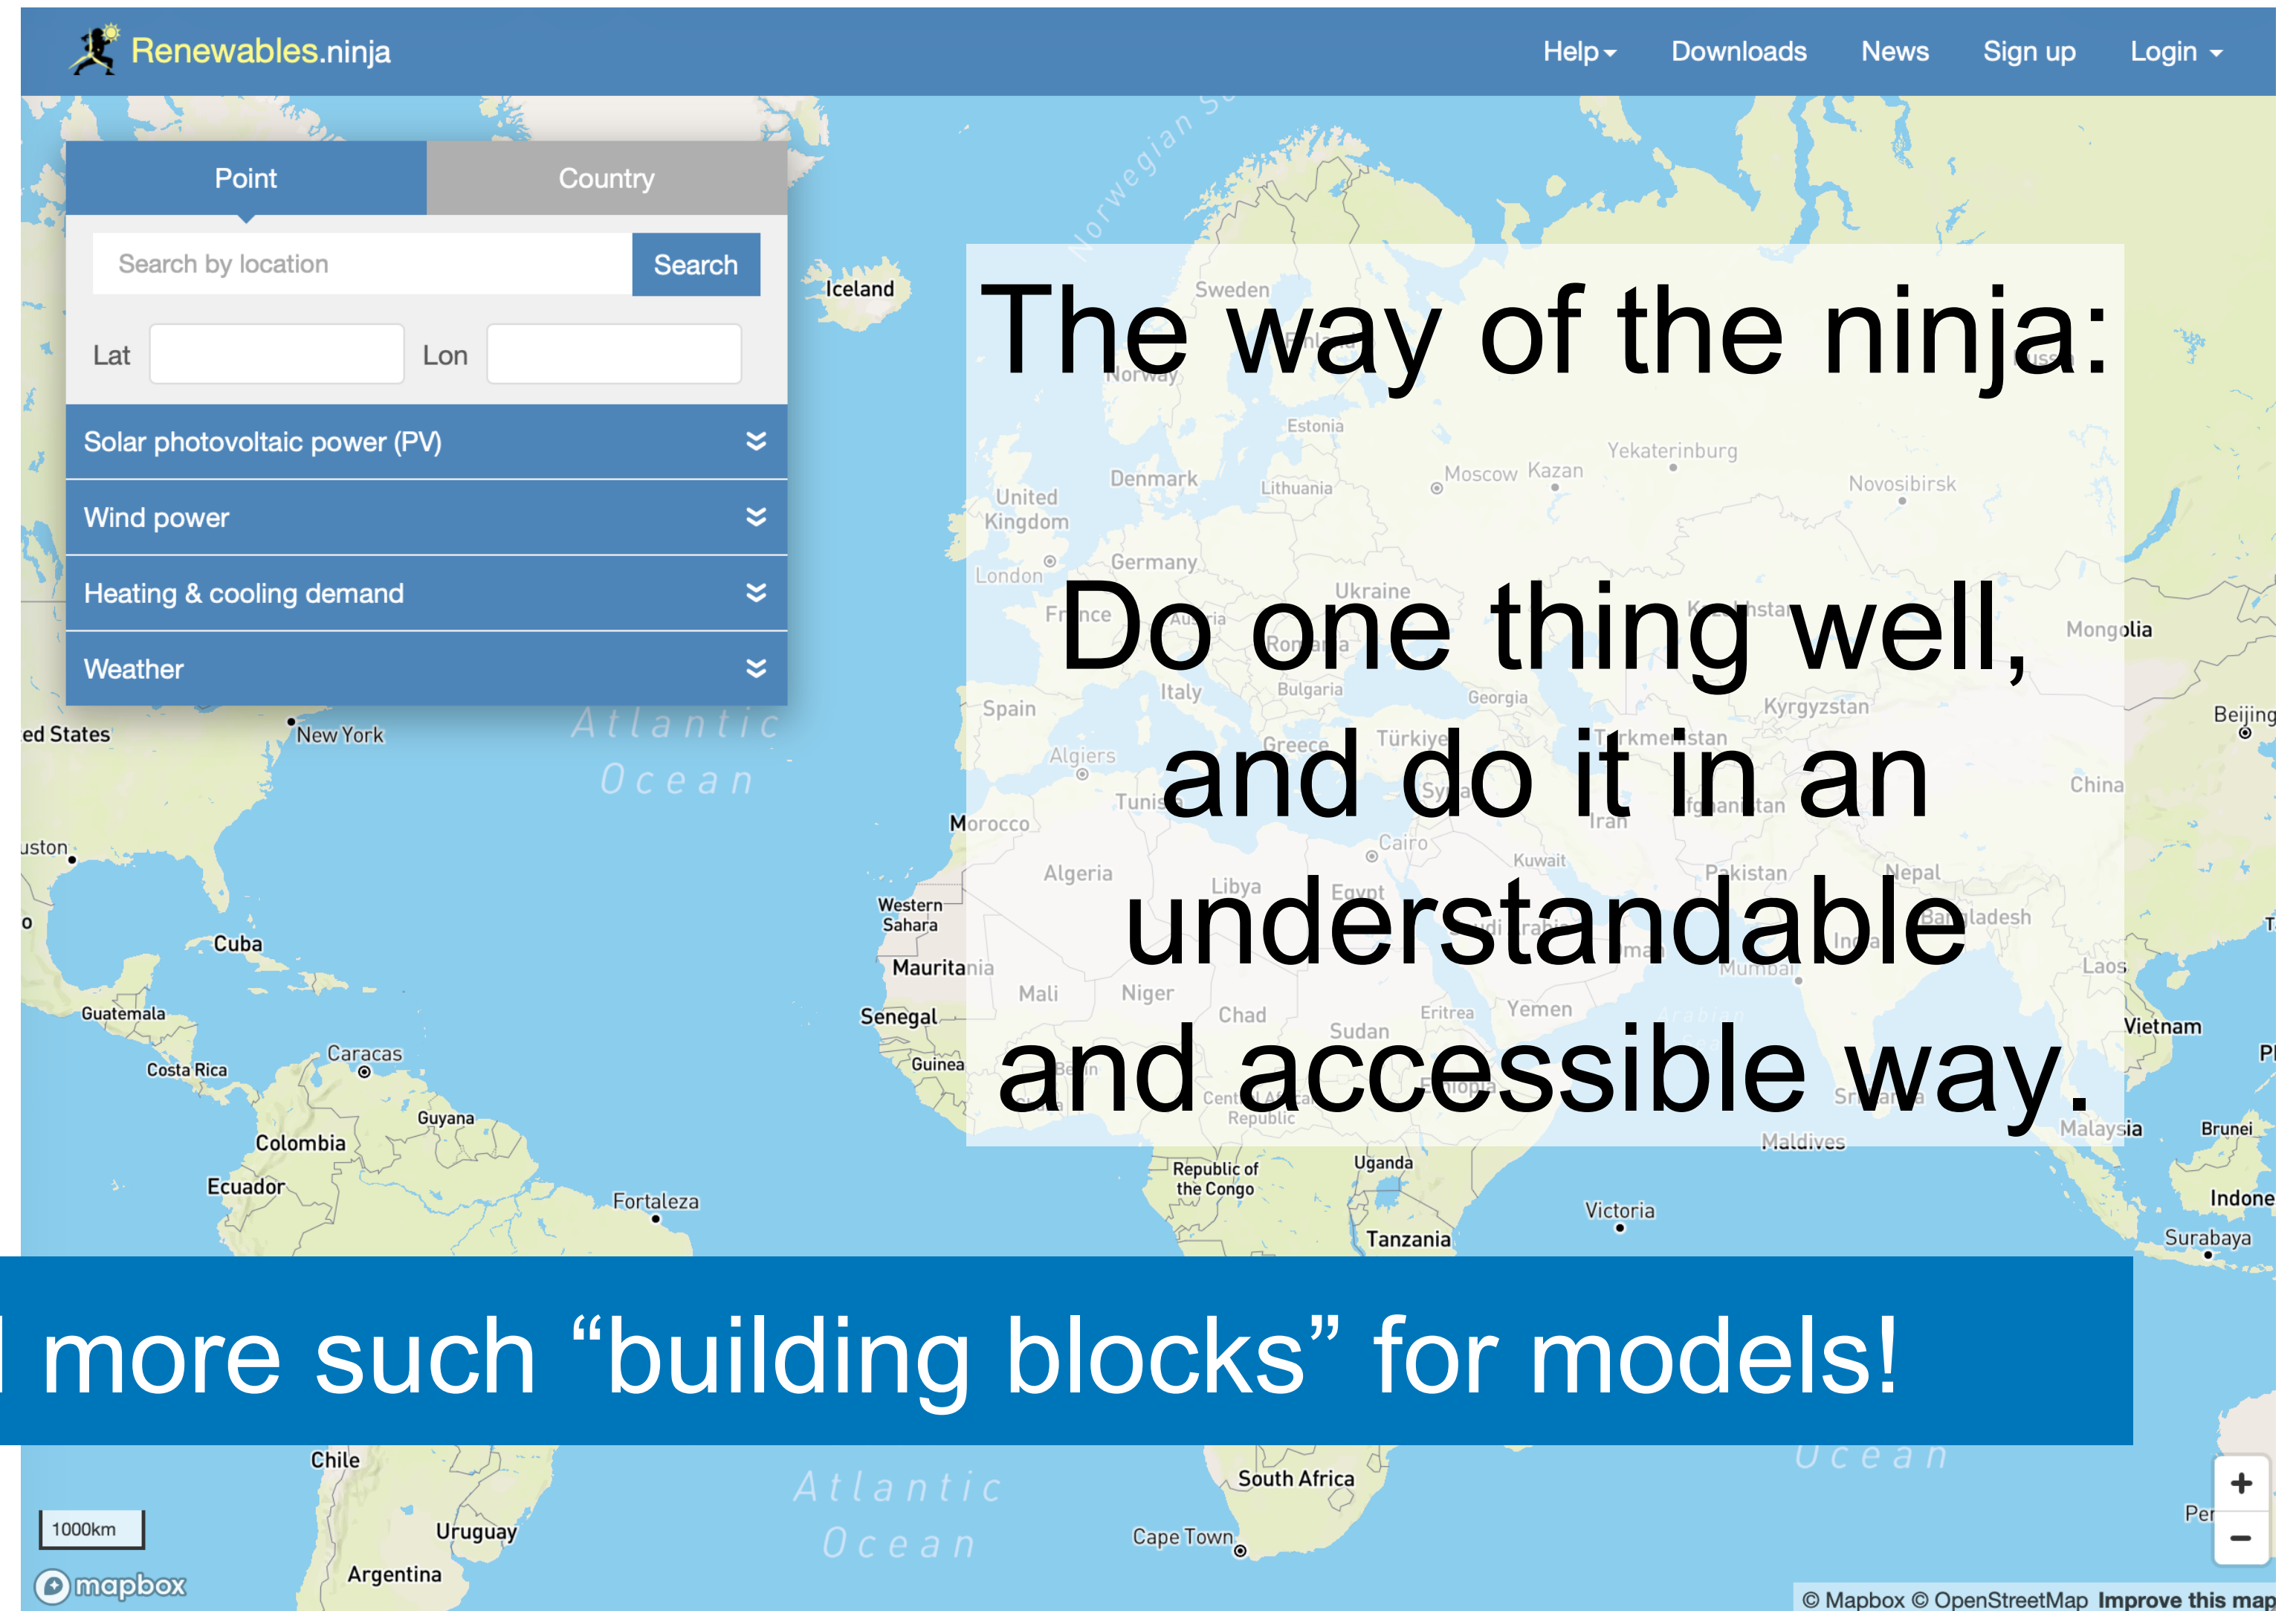 Renewables.ninja
Help
Downloads
News
Sign up
Login
Point
Country
Search by location
Search
Lat
Lon
Solar photovoltaic power (PV)
Wind power
Heating & cooling demand
Weather
The way of the ninja:
Do one thing well,
and do it in an
understandable
and accessible way.
more such “building blocks” for models!
Norwegian
Iceland
Sweden
Norway
Estonia
Yekaterinburg
Moscow
Kazan
Denmark
Lithuania
Novosibirsk
United
Kingdom
London
Germany
Ukraine
Mongolia
Italy
Bulgaria
Georgia
Spain
Kyrgyzstan
Beijing
ed States
New York
Atlantic
Ocean
Algiers
Greece
Türkiye
China
Morocco
Iran
Cairo
Kuwait
Algeria
Libya
Egypt
Pakistan
Nepal
Western
Sahara
Cuba
Mauritania
Mumbai
Laos
Mali
Niger
Chad
Sudan
Eritrea
Yemen
Arabian
Guatemala
Senegal
Vietnam
Caracas
Costa Rica
Guinea
Guyana
Republic
Colombia
Maldives
Malaysia
Brunei
Republic of
the Congo
Uganda
Ecuador
Fortaleza
Victoria
Indone
Tanzania
Surabaya
Chile
Ocean
Atlantic
Ocean
South Africa
1000km
Uruguay
Cape Town
Per
Argentina
mapbox
© Mapbox © OpenStreetMap Improve this map